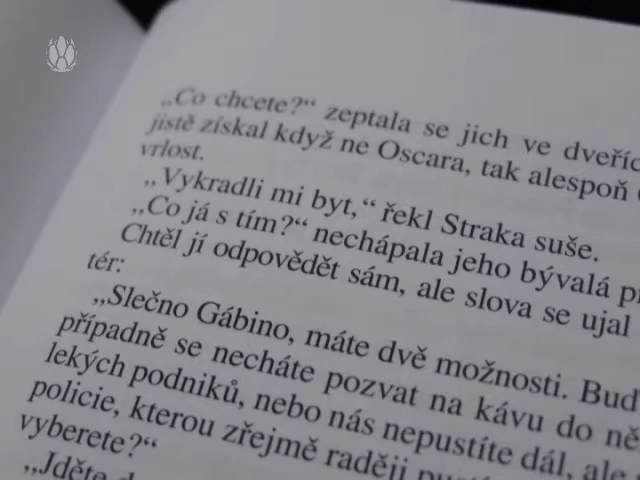 „Co chcete?“ zeptala se jich ve dveříc
jistě získal když ne Oscara, tak alespoň
vrlost.
„Vykradli mi byt,“ řekl Straka suše.
„Co já s tím?“ nechápala jeho bývalá
Chtěl jí odpovědět sám, ale slova se ujal
tér:
„Slečno Gábino, máte dvě možnosti. Buď
případně se necháte pozvat na kávu do ně
lekých podniků, nebo nás nepustíte dál, ale
policie, kterou zřejmě raději
vyberete?“
„Jděte